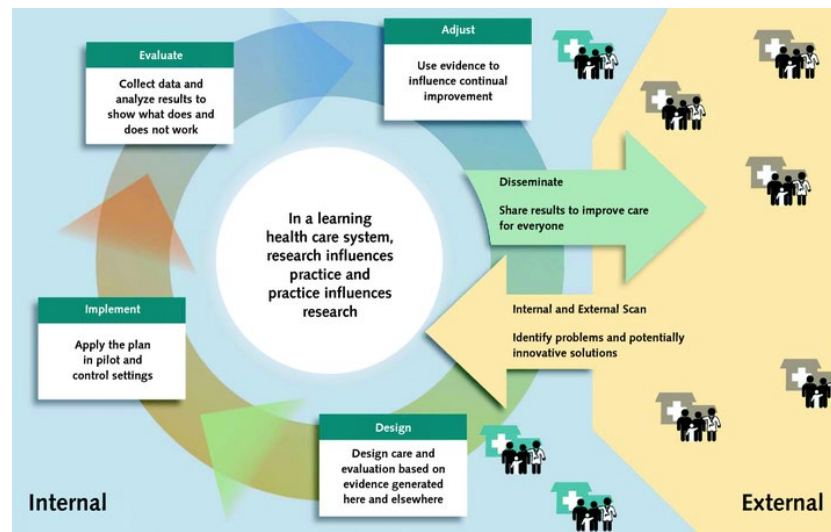 Evaluate
Collect data and
analyze results to
show what does and
does not work
Adjust
Use evidence to
influence continual
improvement
Disseminate
Share results to improve care
for everyone
In a learning
health care system,
research influences
practice and
practice influences
research
Internal and External Scan
Identify problems and potentially
innovative solutions
Implement
Apply the plan
in pilot and
control settings
Design
Design care and
evaluation based on
evidence generated
here and elsewhere
Internal
External